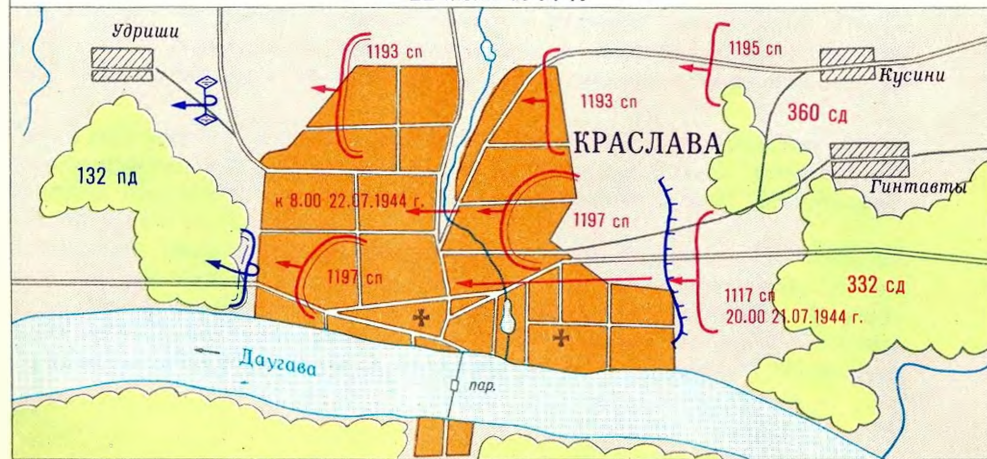 Удриши
1193 сп
1195 сп
Кусини
1193 сп
360 сд
КРАСЛАВА
132 пд
Гинтавты
к 8.00 22.07.1944 г.
1197 сп
1197 сп
332 сд
1117 сп
20.00 21.07.1944 г.
Даугава
пар.